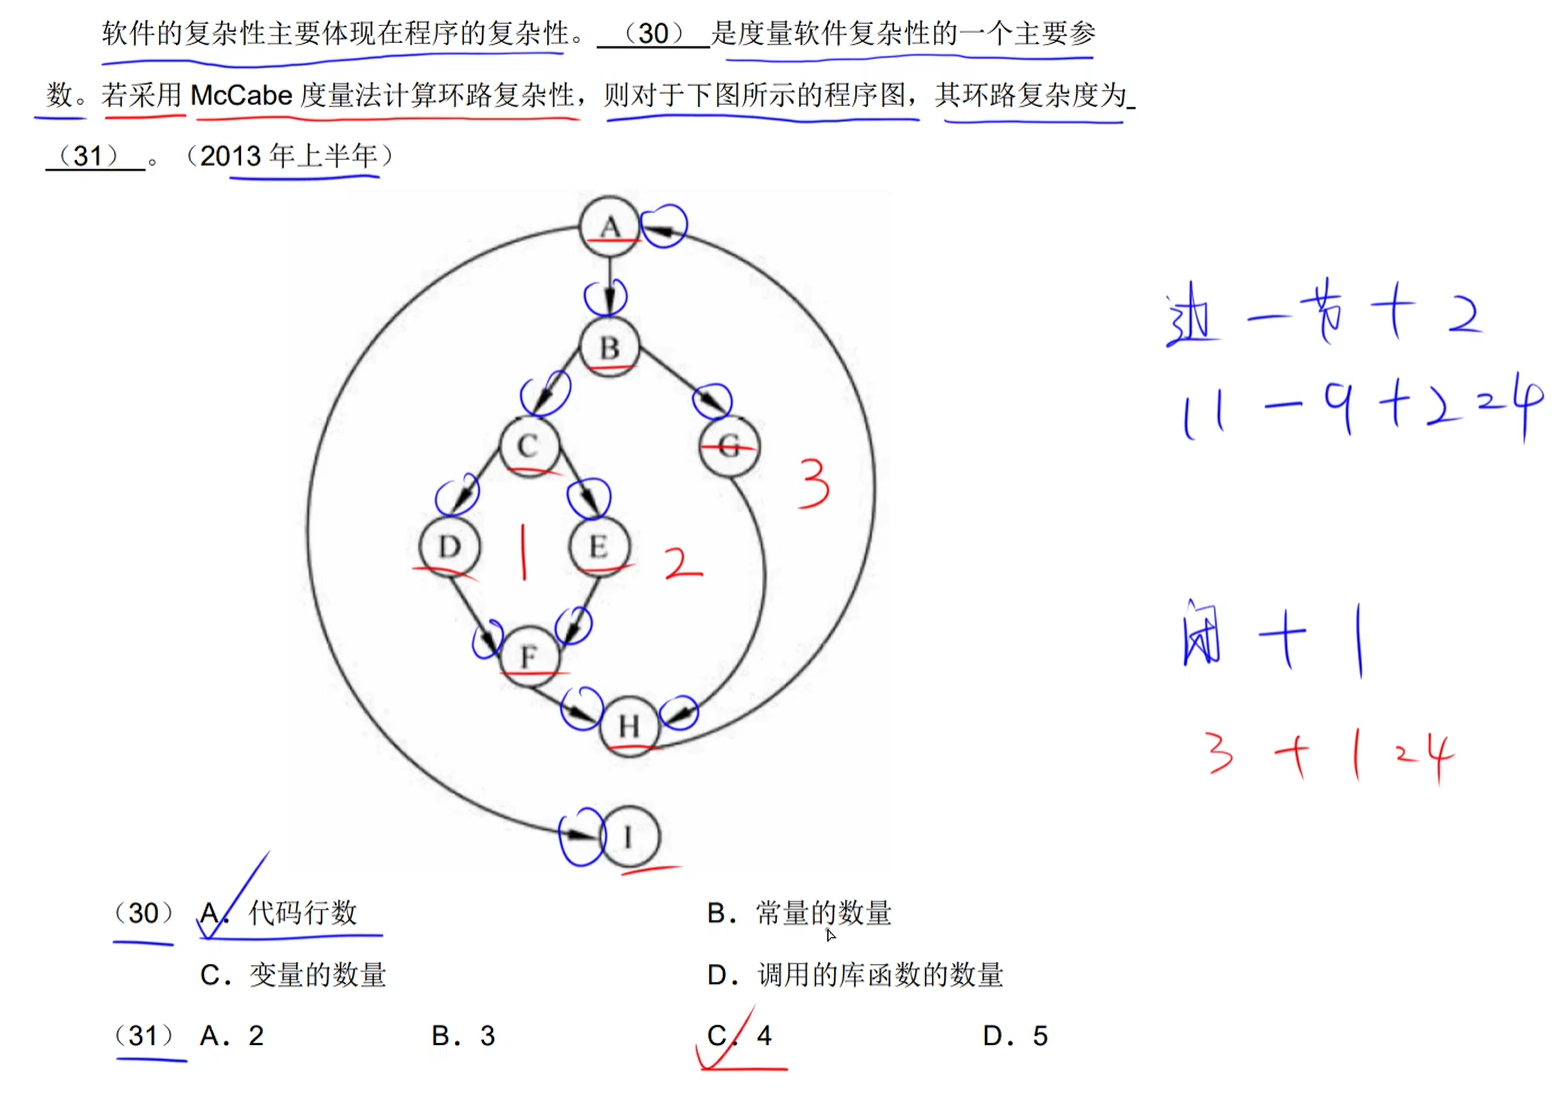 软件的复杂性主要体现在程序的复杂性。 （30） 是度量软件复杂性的一个主要参
数。若采用 McCabe 度量法计算环路复杂性，则对于下图所示的程序图，其环路复杂度为
（31） 。（2013 年上半年）
A
B
C
G
D
E
F
H
I
1
2
3
边 - 节 + 2
11 - 9 + 2 = 4
闭 + 1
3 + 1 = 4
（30） A．代码行数 B．常量的数量
C．变量的数量 D．调用的库函数的数量
（31） A．2 B．3 C．4 D．5